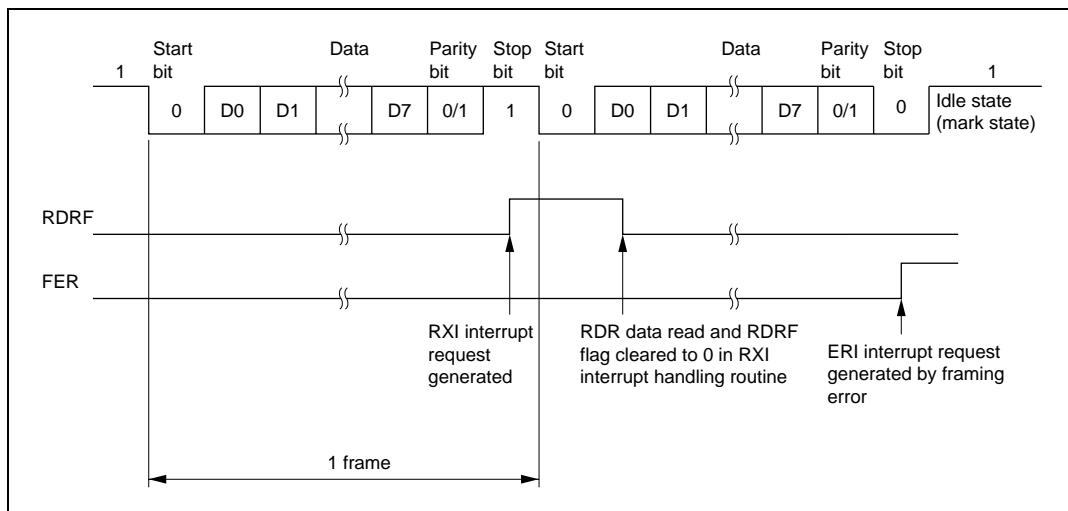 Start bit
Data
Parity bit
Stop bit
Start bit
Data
Parity bit
Stop bit
1
0
D0
D1
D7
0/1
1
0
D0
D1
D7
0/1
0
1
Idle state
(mark state)
RDRF
FER
RXI interrupt
request
generated
RDR data read and RDRF
flag cleared to 0 in RXI
interrupt handling routine
ERI interrupt request
generated by framing
error
1 frame